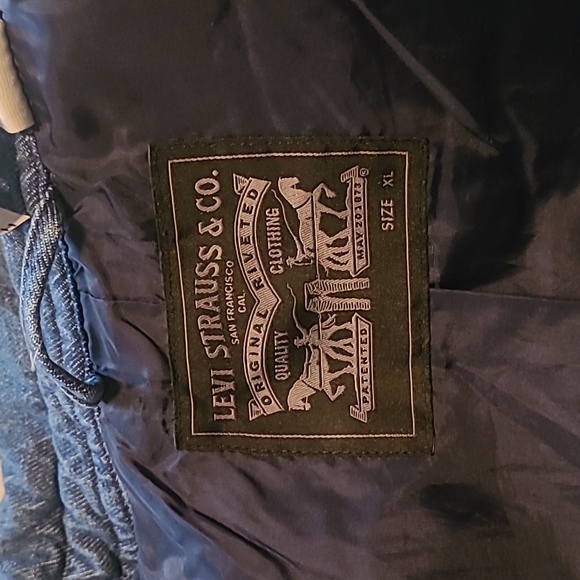 LEVI STRAUSS & CO.
SAN FRANCISCO
CAL.
ORIGINAL RIVETED
QUALITY CLOTHING
PATENTED MAY 20 1873
SIZE XL